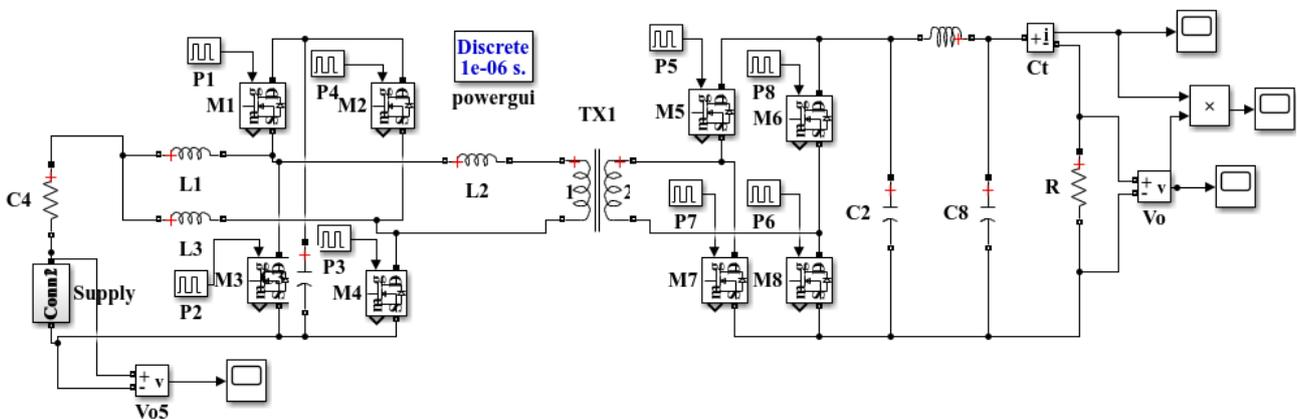 P1
P4
M1
M2
g
D
m
S
Discrete
1e-06 s.
powergui
TX1
P5
P8
M5
M6
i
+
-
Ct
×
C4
L1
L3
L2
1
2
P7
P6
C2
C8
R
+
-
v
Vo
Conn2
Supply
P2
M3
P3
M4
M7
M8
+
-
v
Vo5